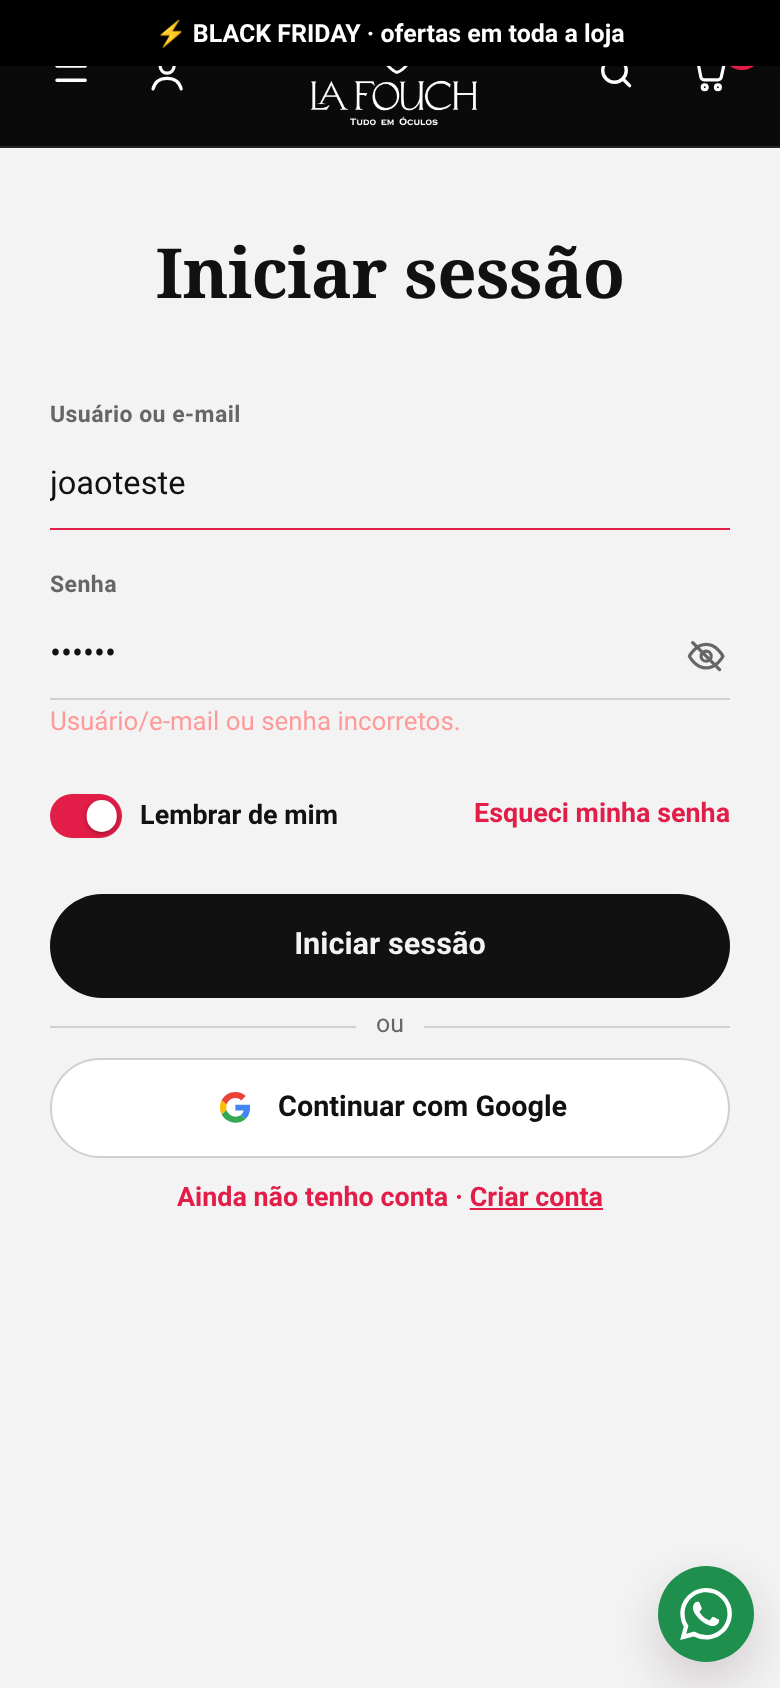 ⚡ BLACK FRIDAY · ofertas em toda a loja
LA FOUCH
TUDO EM ÓCULOS
Iniciar sessão
Usuário ou e-mail
joaoteste
Senha
••••••
Usuário/e-mail ou senha incorretos.
Lembrar de mim
Esqueci minha senha
Iniciar sessão
ou
Continuar com Google
Ainda não tenho conta · Criar conta